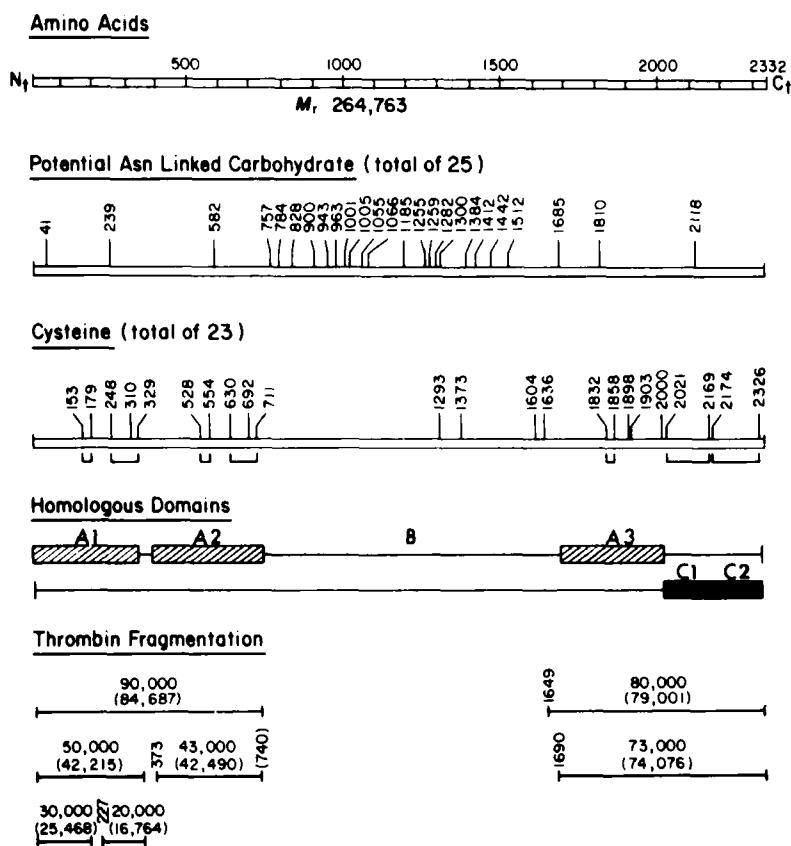 Amino Acids
500 1000 1500 2000 2332
Nt Ct
Mr 264,763
Potential Asn Linked Carbohydrate (total of 25)
41 239 582 757 784 828 900 943 963 1001 1005 1055 1066 1185 1255 1259 1282 1300 1384 1412 1442 1512 1685 1810 2118
Cysteine (total of 23)
153 179 248 310 329 528 554 630 692 711 1293 1373 1604 1636 1832 1858 1898 1903 2000 2021 2169 2174 2326
Homologous Domains
A1 A2 B A3
C1 C2
Thrombin Fragmentation
90,000 1649 80,000
(84,687) (79,001)
50,000 373 43,000 (740) 1690 73,000
(42,215) (42,490) (74,076)
30,000 227 20,000
(25,468) (16,764)